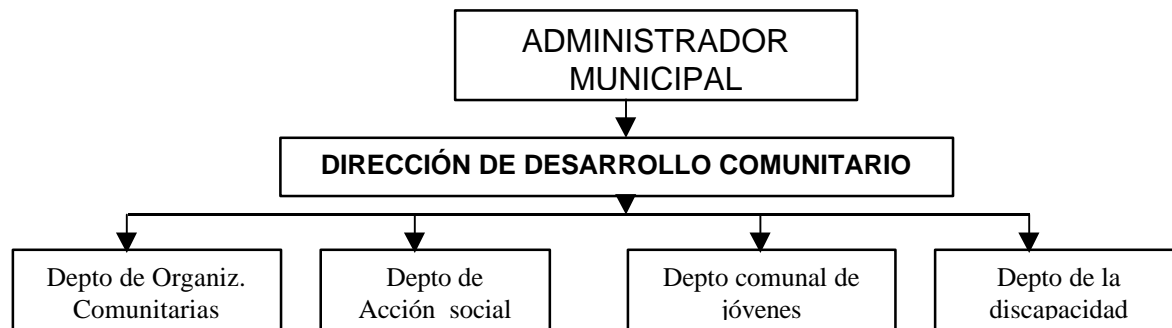 ADMINISTRADOR
MUNICIPAL
DIRECCIÓN DE DESARROLLO COMUNITARIO
Depto de Organiz.
Comunitarias
Depto de
Acción social
Depto comunal de
jóvenes
Depto de la
discapacidad